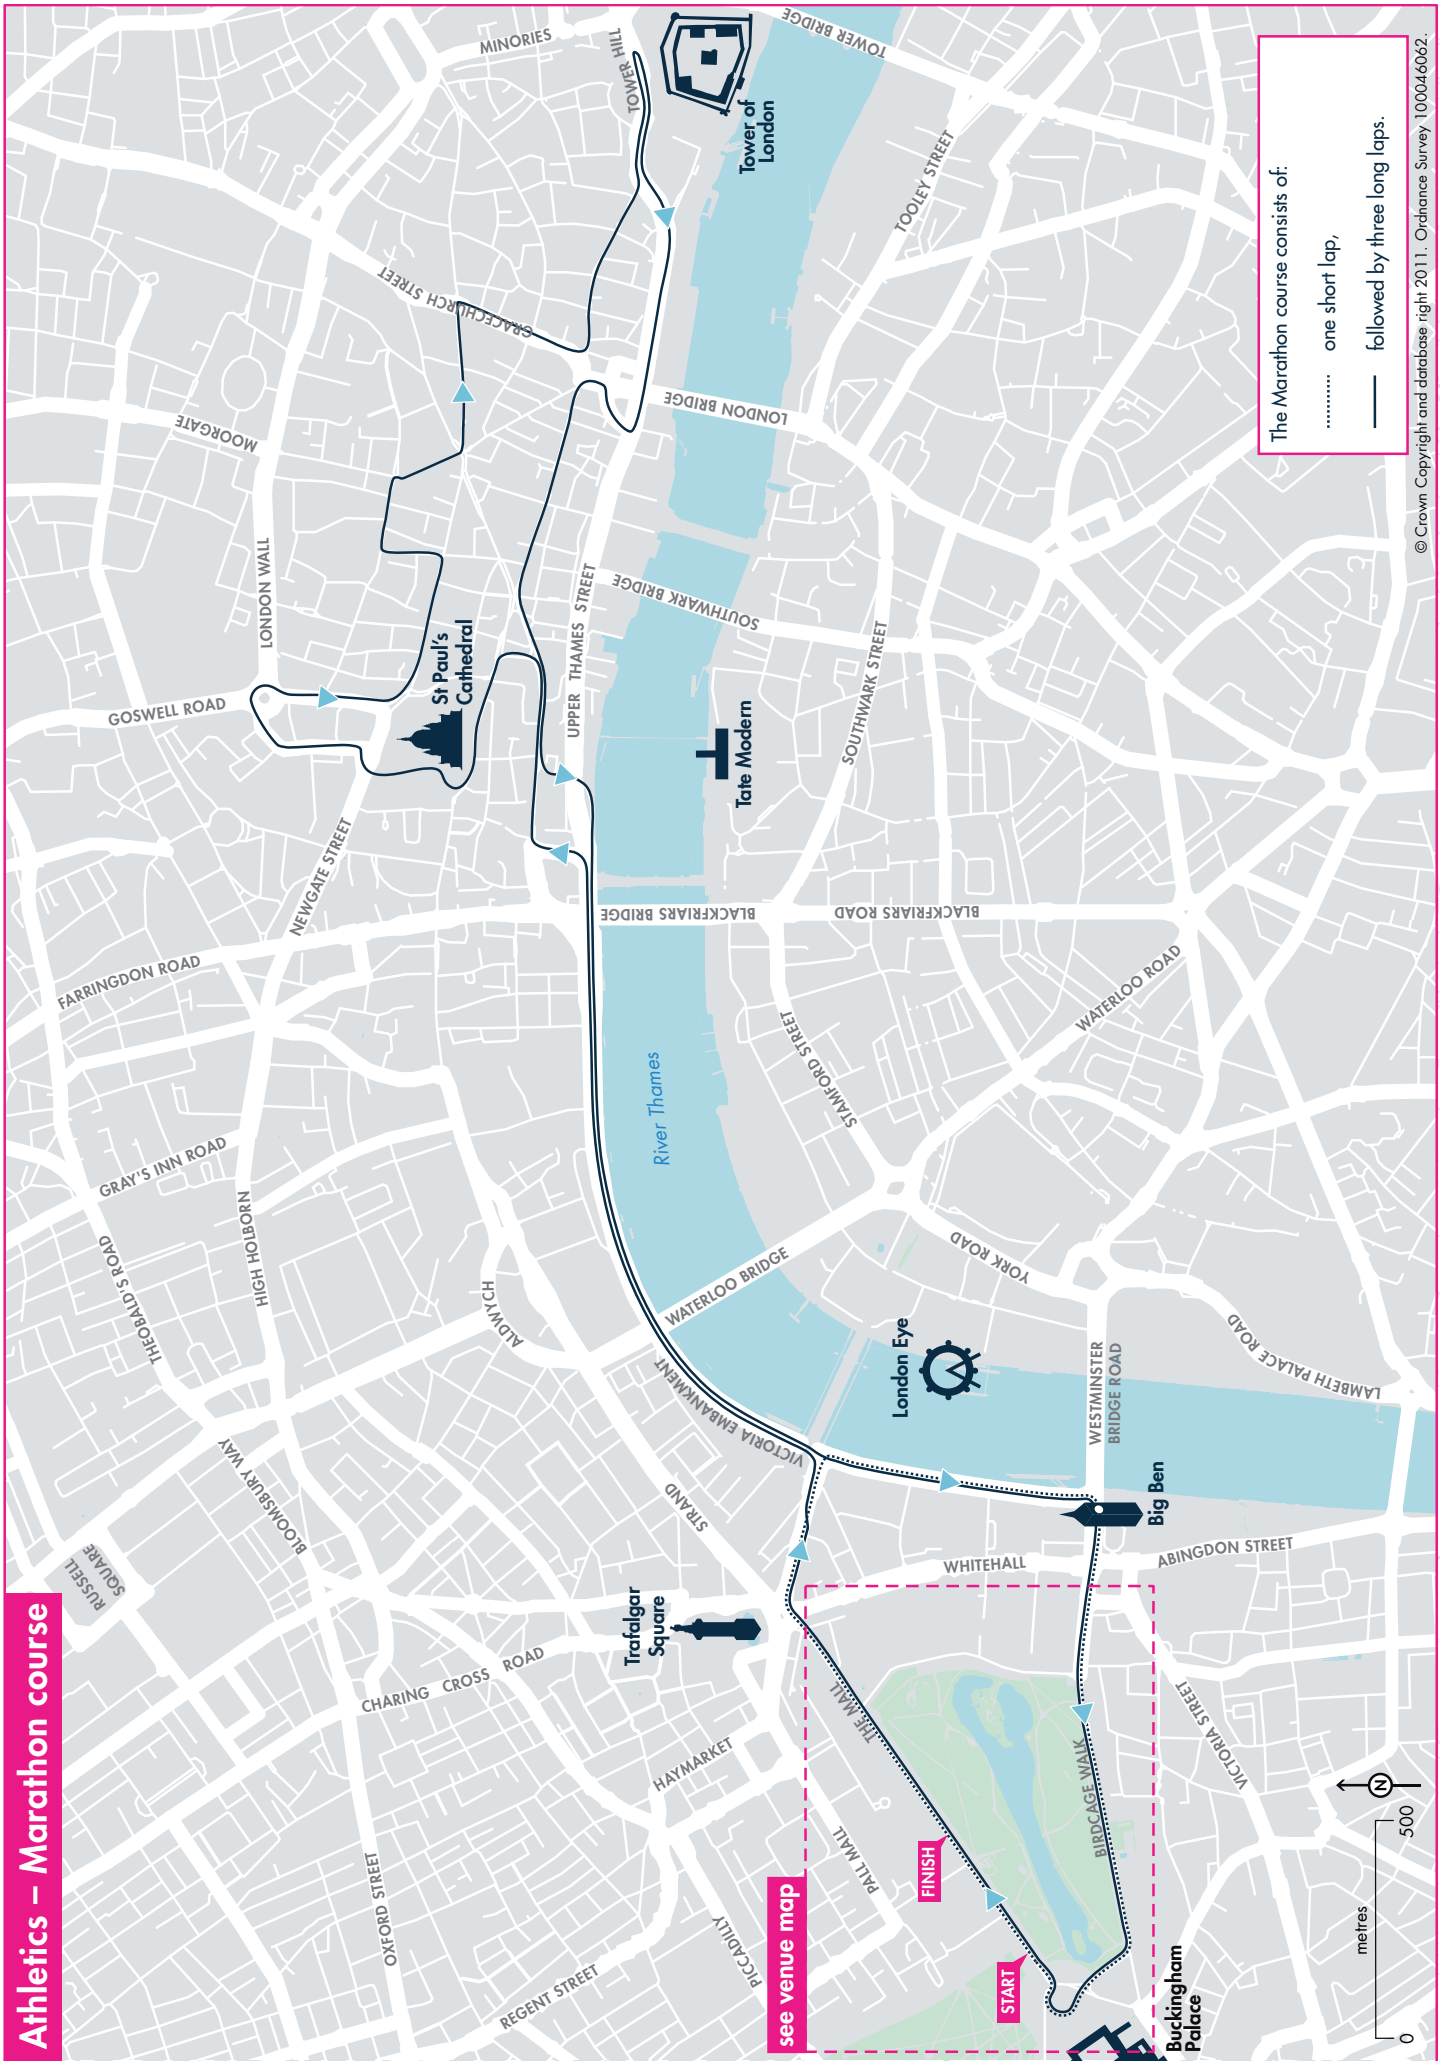 Athletics – Marathon course
MINORIES
TOWER HILL
TOWER BRIDGE
Tower of
London
TOOLEY STREET
GRACECHURCH STREET
MOORGATE
LONDON BRIDGE
LONDON WALL
GOSWELL ROAD
St Paul's
Cathedral
UPPER THAMES STREET
SOUTHWARK BRIDGE
SOUTHWARK STREET
Tate Modern
NEWGATE STREET
FARRINGDON ROAD
BLACKFRIARS BRIDGE
BLACKFRIARS ROAD
WATERLOO ROAD
STAMFORD STREET
River Thames
GRAY'S INN ROAD
THEOBALD'S ROAD
HIGH HOLBORN
ALDWYCH
WATERLOO BRIDGE
YORK ROAD
VICTORIA EMBANKMENT
London Eye
WESTMINSTER
BRIDGE ROAD
LAMBETH PALACE ROAD
BLOOMSBURY WAY
STRAND
RUSSELL
SQUARE
Big Ben
WHITEHALL
ABINGDON STREET
Trafalgar
Square
CHARING CROSS ROAD
THE MALL
HAYMARKET
BIRDCAGE WALK
VICTORIA STREET
PALL MALL
OXFORD STREET
PICCADILLY
REGENT STREET
FINISH
START
see venue map
Buckingham
Palace
N
metres
0
500
The Marathon course consists of:
one short lap,
followed by three long laps.
© Crown Copyright and database right 2011. Ordnance Survey 100046062.